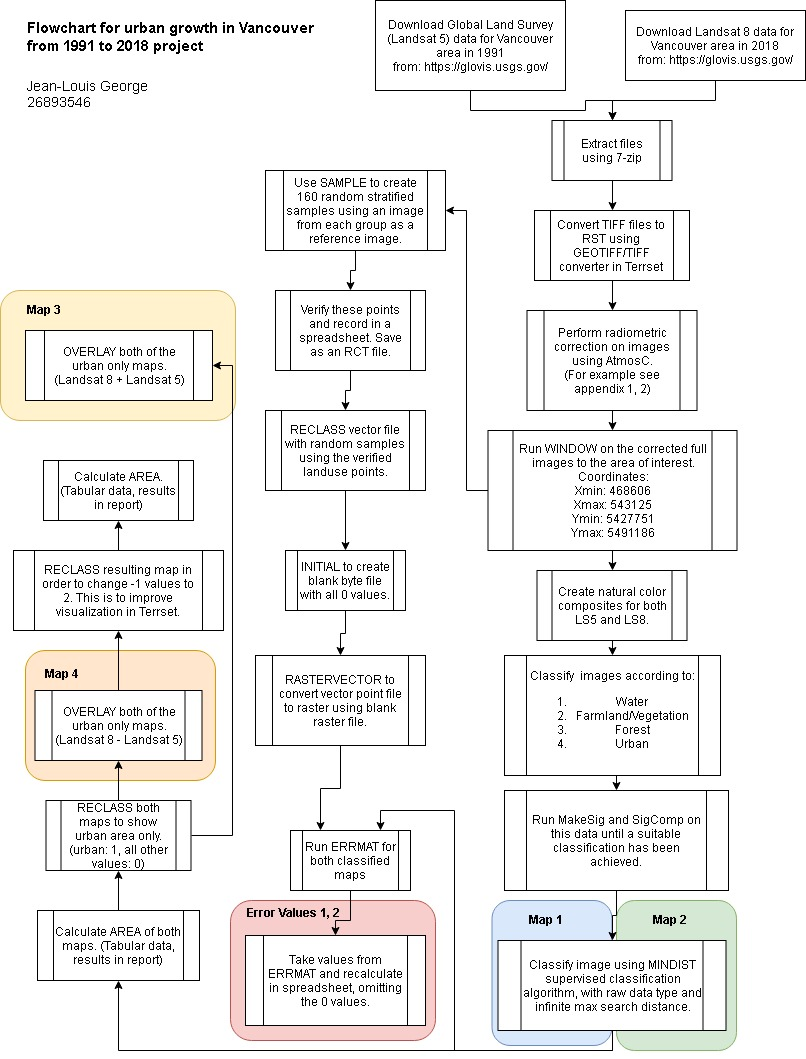 Flowchart for urban growth in Vancouver
from 1991 to 2018 project
Jean-Louis George
26893546
Download Global Land Survey
(Landsat 5) data for Vancouver
area in 1991
from: https://glovis.usgs.gov/
Download Landsat 8 data for
Vancouver area in 2018
from: https://glovis.usgs.gov/
Extract files
using 7-zip
Convert TIFF files to
RST using
GEOTIFF/TIFF
converter in Terrset
Perform radiometric
correction on images
using AtmosC.
(For example see
appendix 1, 2)
Run WINDOW on the corrected full
images to the area of interest.
Coordinates:
Xmin: 468606
Xmax: 543125
Ymin: 5427751
Ymax: 5491186
Create natural color
composites for both
LS5 and LS8.
Classify images according to:
1. Water
2. Farmland/Vegetation
3. Forest
4. Urban
Run MakeSig and SigComp on
this data until a suitable
classification has been
achieved.
Map 1
Map 2
Classify image using MINDIST
supervised classification
algorithm, with raw data type and
infinite max search distance.
Use SAMPLE to create
160 random stratified
samples using an image
from each group as a
reference image.
Verify these points
and record in a
spreadsheet. Save
as an RCT file.
RECLASS vector file
with random samples
using the verified
landuse points.
INITIAL to create
blank byte file
with all 0 values.
RASTERVECTOR to
convert vector point file
to raster using blank
raster file.
Run ERRMAT for
both classified
maps
Error Values 1, 2
Take values from
ERRMAT and recalculate
in spreadsheet, omitting
the 0 values.
Calculate AREA of both
maps. (Tabular data,
results in report)
RECLASS both
maps to show
urban area only.
(urban: 1, all other
values: 0)
Map 4
OVERLAY both of the
urban only maps.
(Landsat 8 - Landsat 5)
RECLASS resulting map in
order to change -1 values to
2. This is to improve
visualization in Terrset.
Calculate AREA.
(Tabular data, results
in report)
Map 3
OVERLAY both of the
urban only maps.
(Landsat 8 + Landsat 5)